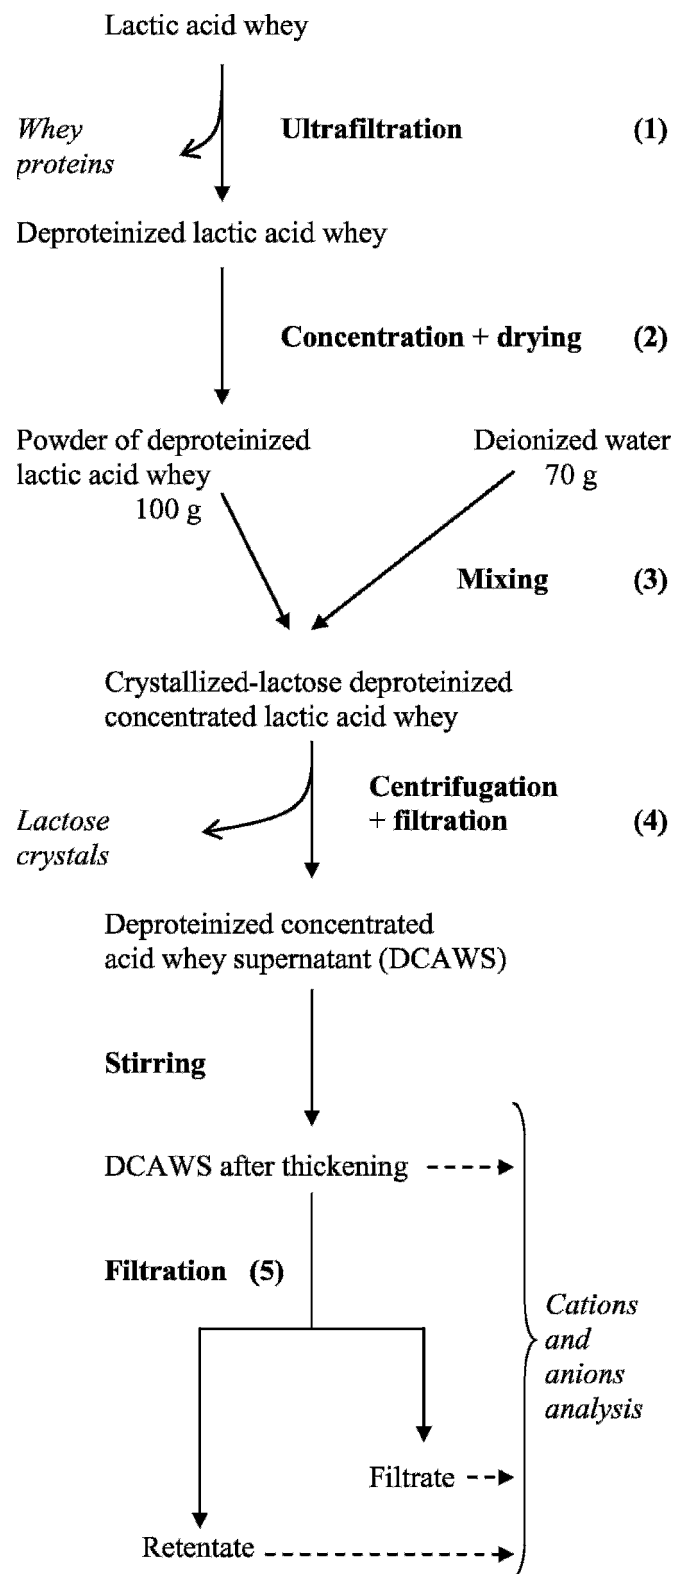 Lactic acid whey
Whey
proteins
Ultrafiltration (1)
Deproteinized lactic acid whey
Concentration + drying (2)
Powder of deproteinized
lactic acid whey
100 g
Deionized water
70 g
Mixing (3)
Crystallized-lactose deproteinized
concentrated lactic acid whey
Centrifugation
+ filtration (4)
Lactose
crystals
Deproteinized concentrated
acid whey supernatant (DCAWS)
Stirring
DCAWS after thickening
Filtration (5)
Cations
and
anions
analysis
Filtrate
Retentate